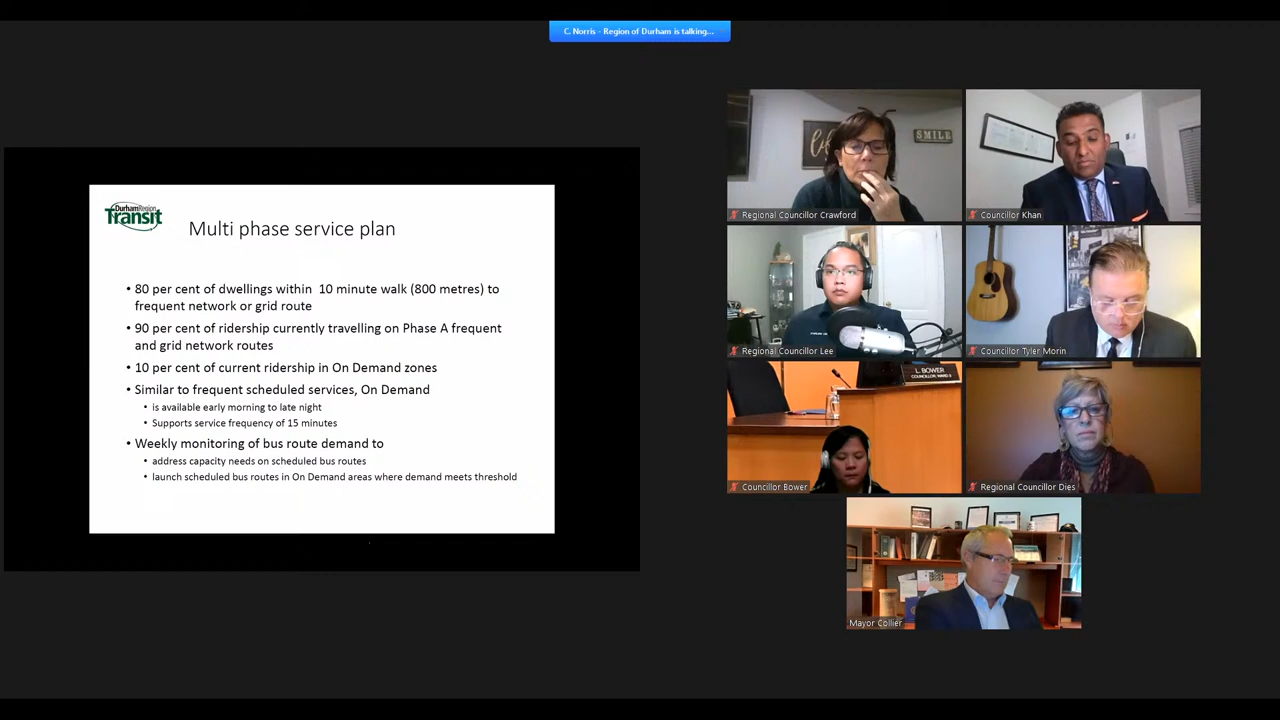 C. Norris - Region of Durham is talking...
DurhamRegion
Transit
Multi phase service plan
• 80 per cent of dwellings within 10 minute walk (800 metres) to
frequent network or grid route
• 90 per cent of ridership currently travelling on Phase A frequent
and grid network routes
• 10 per cent of current ridership in On Demand zones
• Similar to frequent scheduled services, On Demand
• is available early morning to late night
• Supports service frequency of 15 minutes
• Weekly monitoring of bus route demand to
• address capacity needs on scheduled bus routes
• launch scheduled bus routes in On Demand areas where demand meets threshold
SMILE
Regional Councillor Crawford
Councillor Khan
Regional Councillor Lee
Councillor Tyler Morin
L. BOWER
COUNCILLOR, WARD 3
Councillor Bower
Regional Councillor Dies
Mayor Collier